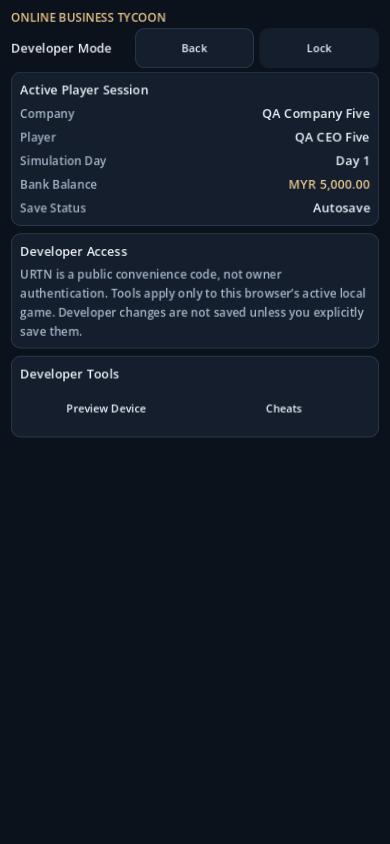 ONLINE BUSINESS TYCOON
Developer Mode
Back
Lock
Active Player Session
Company QA Company Five
Player QA CEO Five
Simulation Day Day 1
Bank Balance MYR 5,000.00
Save Status Autosave
Developer Access
URTN is a public convenience code, not owner
authentication. Tools apply only to this browser's active local
game. Developer changes are not saved unless you explicitly
save them.
Developer Tools
Preview Device
Cheats